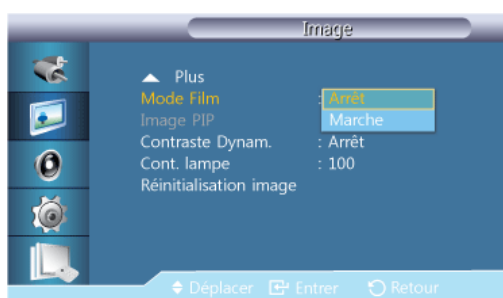 Image
Plus
Mode Film : Arrêt
Marche
Image PIP
Contraste Dynam. : Arrêt
Cont. lampe : 100
Réinitialisation image
Déplacer Entrer Retour